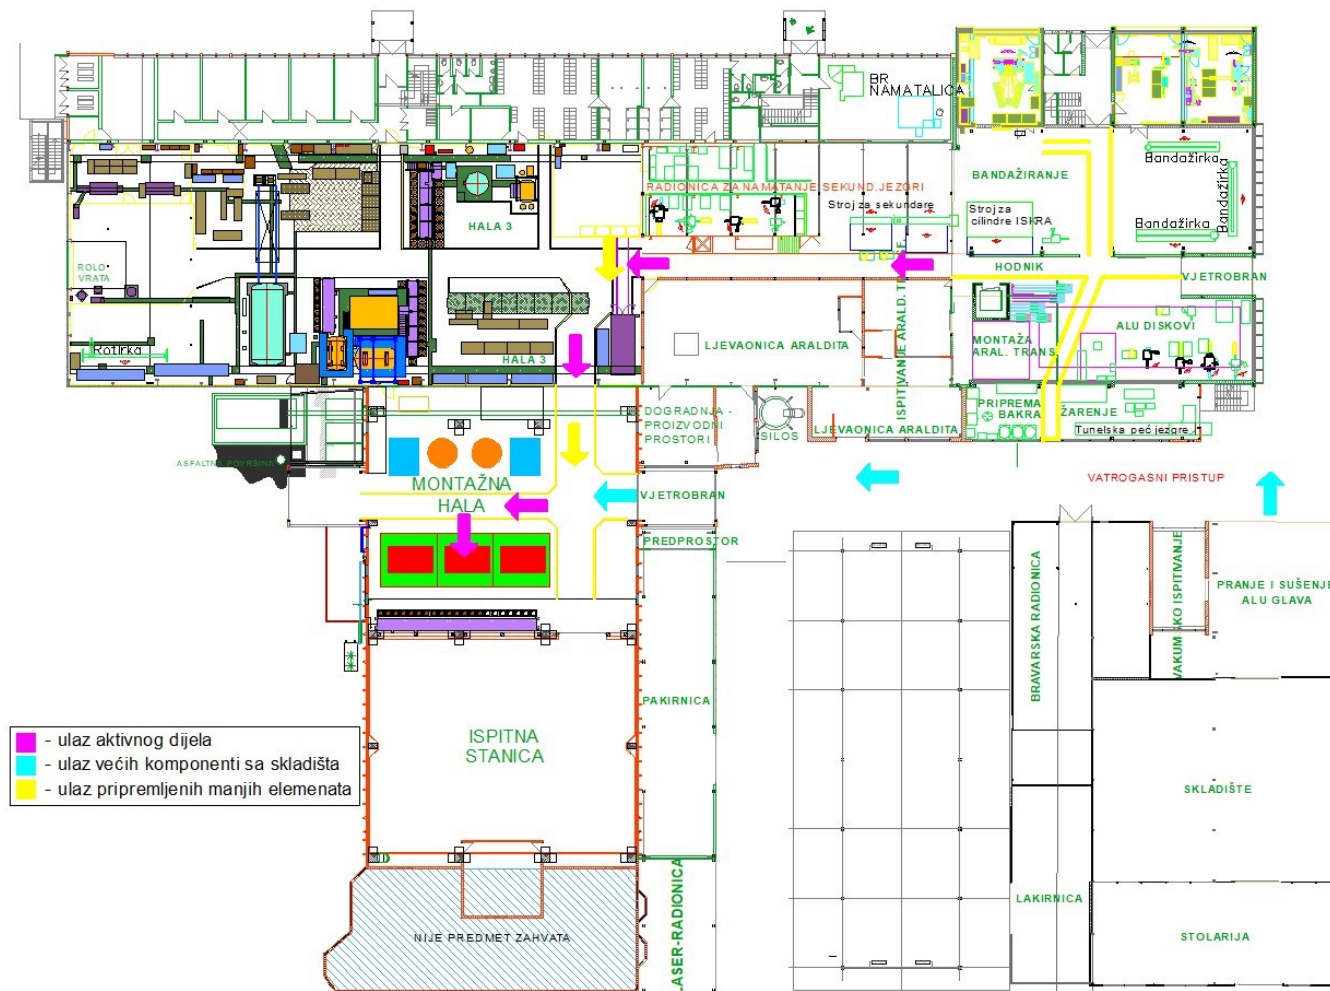 BR
NAMATALICA
BANDAŽIRANJE
Bandažirka
RADIONICA ZA NAMATANJE SEKUND.JEZGRI
Stroj za sekundare
Stroj za
cilindre ISKRA
Bandažirka
Bandažirka
HALA 3
HODNIK
VJETROBRAN
ROLO
VRATA
ISPITIVANJE ARALD. TRANSF.
ALU DISKOVI
MONTAŽA
ARAL. TRANS.
LJEVAONICA ARALDITA
Rotirka
HALA 3
DOGRADNJA -
PROIZVODNI
PROSTORI
SILOS
LJEVAONICA ARALDITA
PRIPREMA
BAKRA
ŽARENJE
Tunelska peć jezgre
ASFALTNO POVRŠINA
MONTAŽNA
HALA
VJETROBRAN
VATROGASNI PRISTUP
PREDPROSTOR
BRAVARSKA RADIONICA
VAKUM AKO ISPITIVANJE
PRANJE I SUŠENJE
ALU GLAVA
PAKIRNICA
ISPITNA
STANICA
- ulaz aktivnog dijela
- ulaz većih komponenti sa skladišta
- ulaz pripremljenih manjih elemenata
SKLADIŠTE
LAKIRNICA
NIJE PREDMET ZAHVATA
LASER-RADIONICA
STOLARIJA